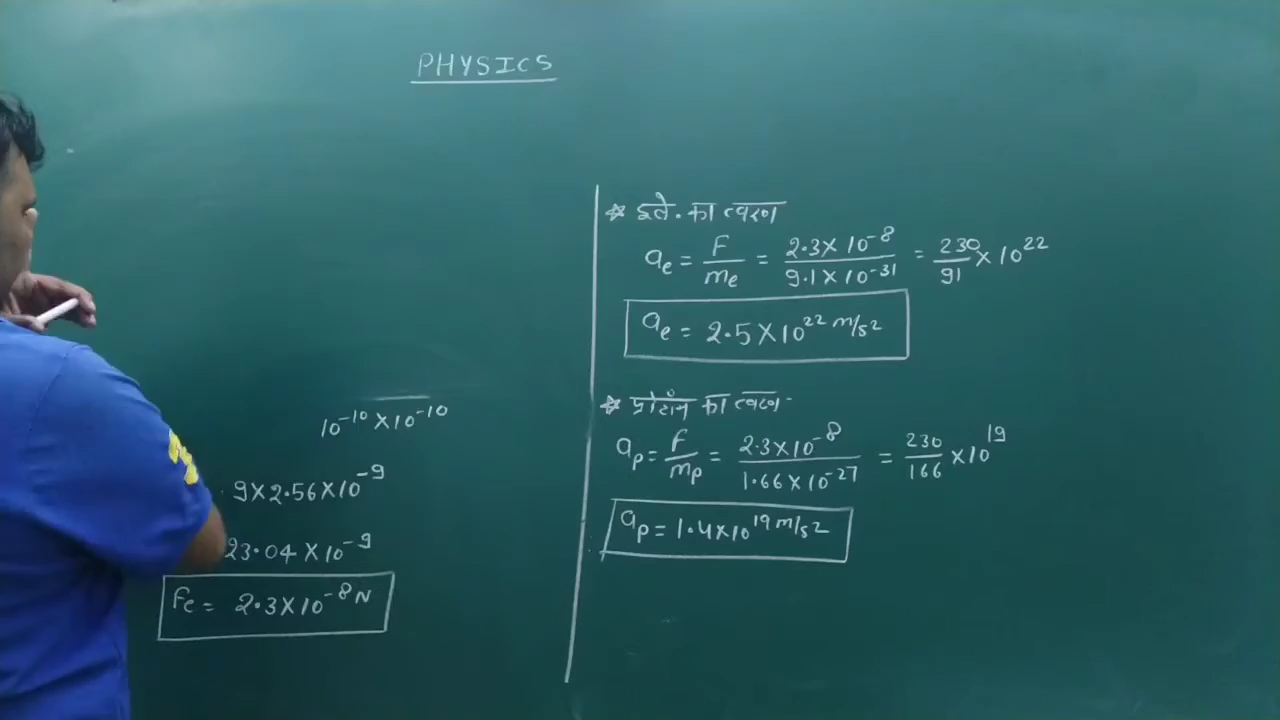 PHYSICS
10⁻¹⁰ × 10⁻¹⁰
9 × 2.56 × 10⁻⁹
23.04 × 10⁻⁹
Fe = 2.3 × 10⁻⁸ N
* इले. का त्वरण
ae = F/me = 2.3 × 10⁻⁸/9.1 × 10⁻³¹ = 230/91 × 10²²
ae = 2.5 × 10²² m/s²
* प्रोटॉन का त्वरण
ap = F/mp = 2.3 × 10⁻⁸/1.66 × 10⁻²⁷ = 230/166 × 10¹⁹
ap = 1.4 × 10¹⁹ m/s²